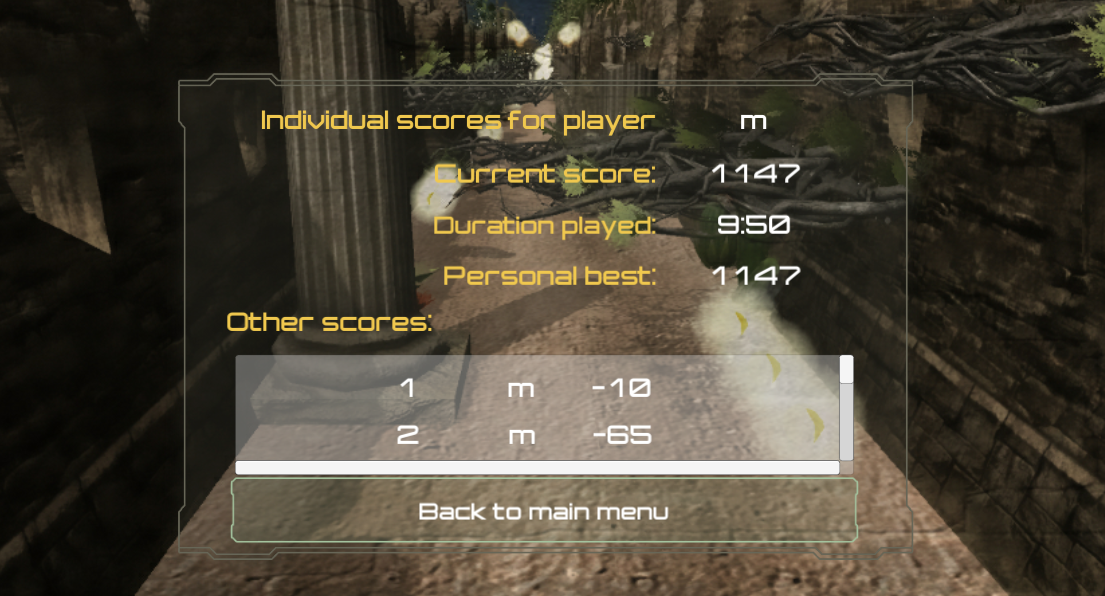 Individual scores for player m
Current score: 1147
Duration played: 9:50
Personal best: 1147
Other scores:
1 m -10
2 m -65
Back to main menu